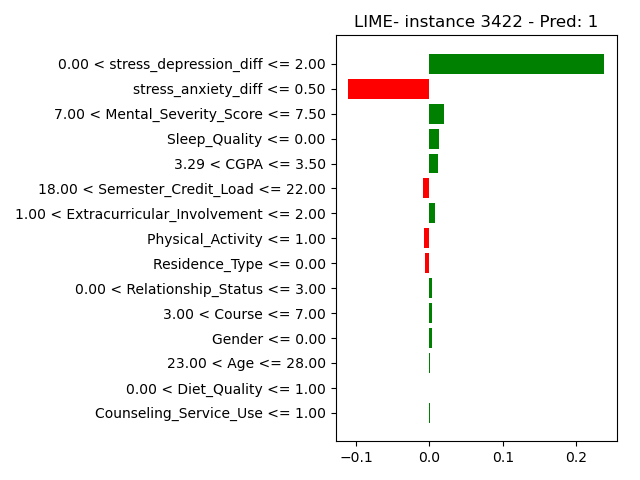 LIME- instance 3422 - Pred: 1
0.00 < stress_depression_diff <= 2.00
stress_anxiety_diff <= 0.50
7.00 < Mental_Severity_Score <= 7.50
Sleep_Quality <= 0.00
3.29 < CGPA <= 3.50
18.00 < Semester_Credit_Load <= 22.00
1.00 < Extracurricular_Involvement <= 2.00
Physical_Activity <= 1.00
Residence_Type <= 0.00
0.00 < Relationship_Status <= 3.00
3.00 < Course <= 7.00
Gender <= 0.00
23.00 < Age <= 28.00
0.00 < Diet_Quality <= 1.00
Counseling_Service_Use <= 1.00
−0.1 0.0 0.1 0.2